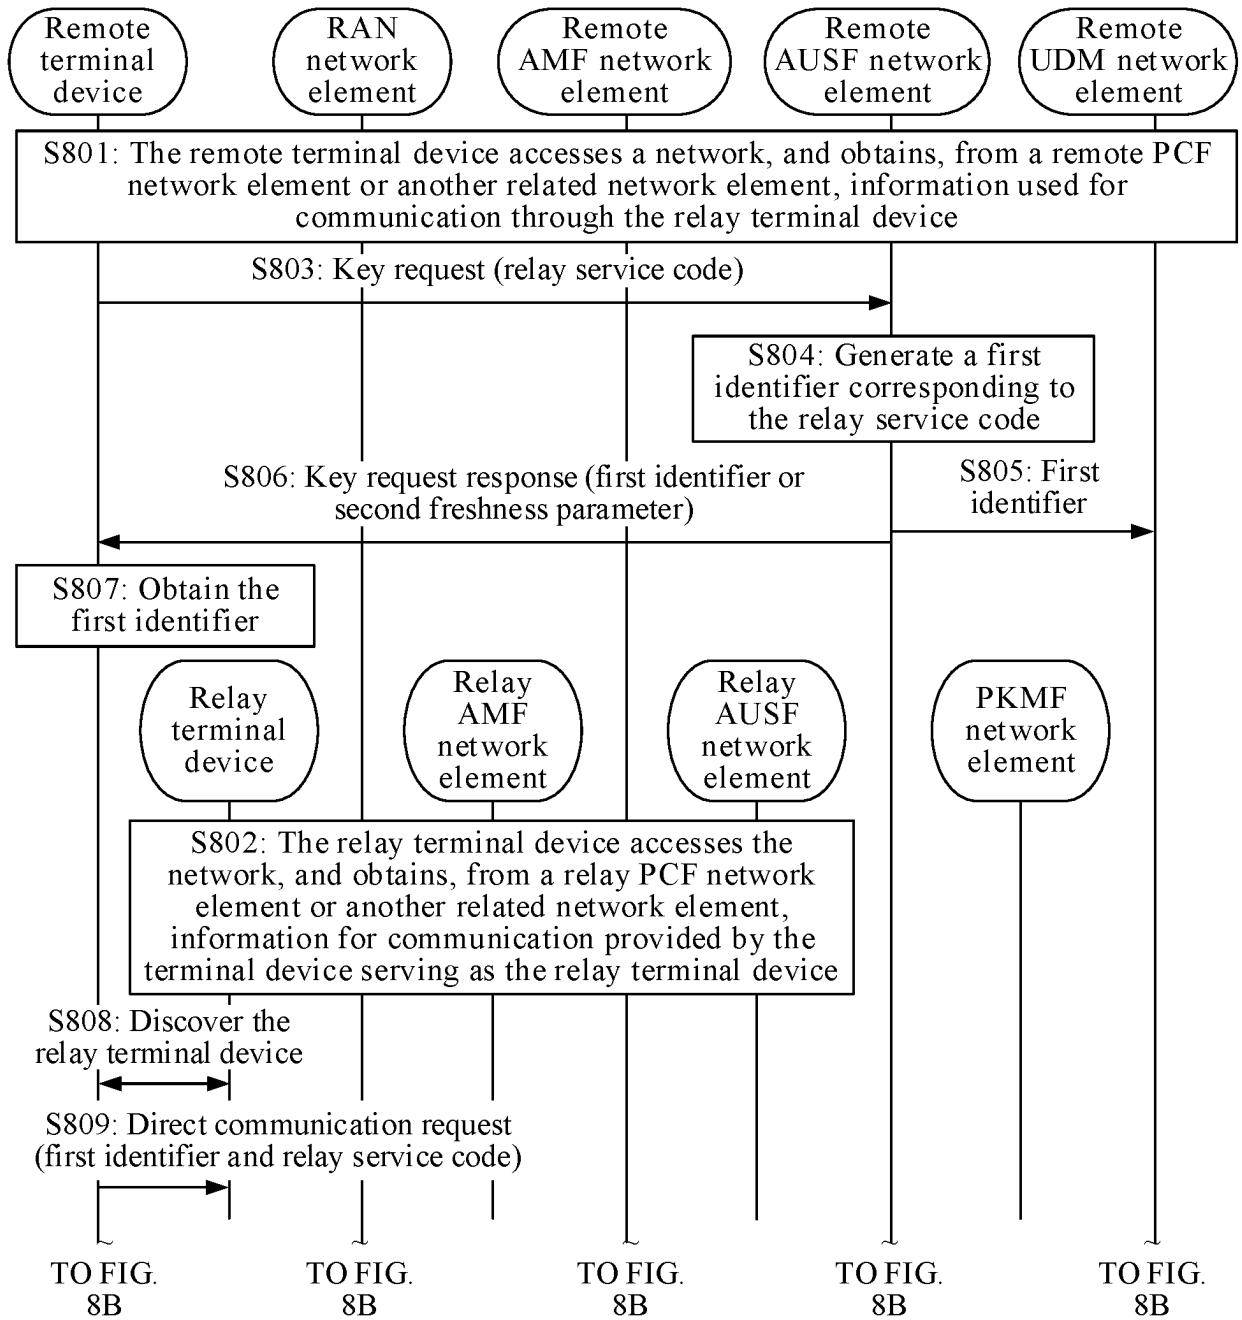 Remote
terminal
device
RAN
network
element
Remote
AMF network
element
Remote
AUSF network
element
Remote
UDM network
element
S801: The remote terminal device accesses a network, and obtains, from a remote PCF
network element or another related network element, information used for
communication through the relay terminal device
S803: Key request (relay service code)
S804: Generate a first
identifier corresponding to
the relay service code
S806: Key request response (first identifier or
second freshness parameter)
S805: First
identifier
S807: Obtain the
first identifier
Relay
terminal
device
Relay
AMF
network
element
Relay
AUSF
network
element
PKMF
network
element
S802: The relay terminal device accesses the
network, and obtains, from a relay PCF network
element or another related network element,
information for communication provided by the
terminal device serving as the relay terminal device
S808: Discover the
relay terminal device
S809: Direct communication request
(first identifier and relay service code)
TO FIG.
8B
TO FIG.
8B
TO FIG.
8B
TO FIG.
8B
TO FIG.
8B